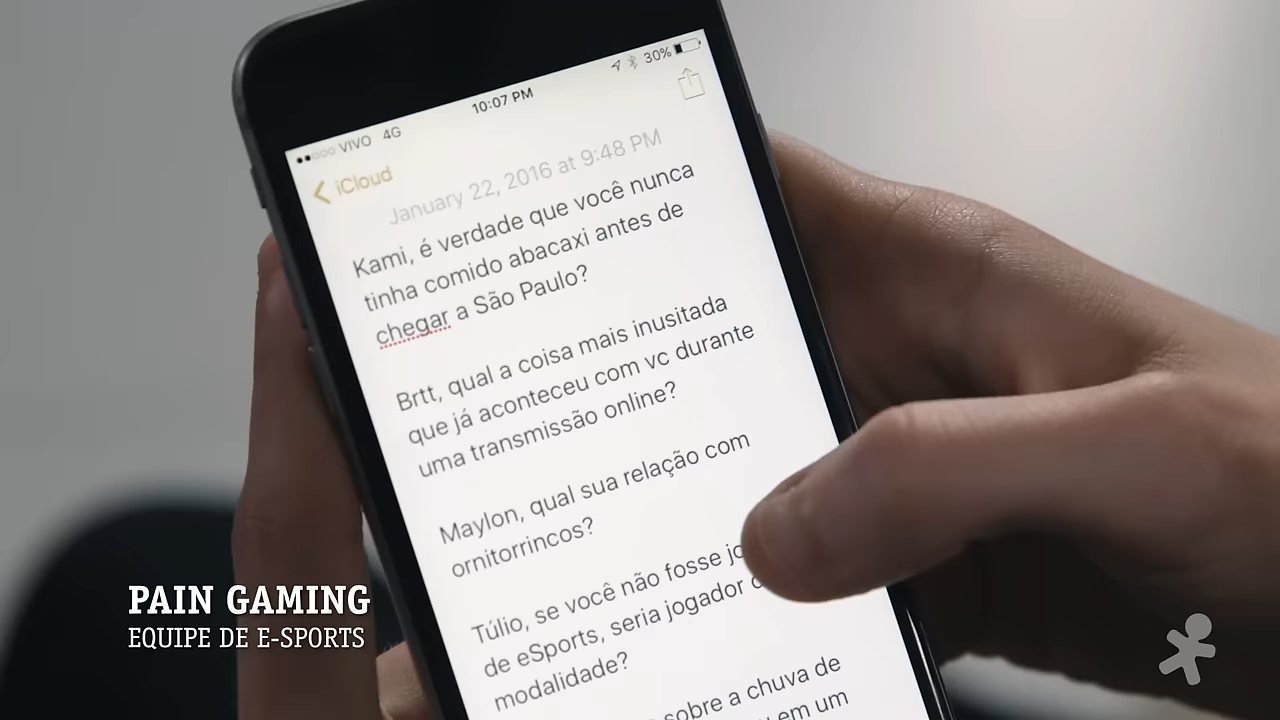 VIVO 4G
10:07 PM
30%
iCloud
January 22, 2016 at 9:48 PM
Kami, é verdade que você nunca
tinha comido abacaxi antes de
chegar a São Paulo?
Brtt, qual a coisa mais inusitada
que já aconteceu com vc durante
uma transmissão online?
Maylon, qual sua relação com
ornitorrincos?
Túlio, se você não fosse
de eSports, seria jogador
modalidade?
sobre a chuva de
em um
PAIN GAMING
EQUIPE DE E-SPORTS